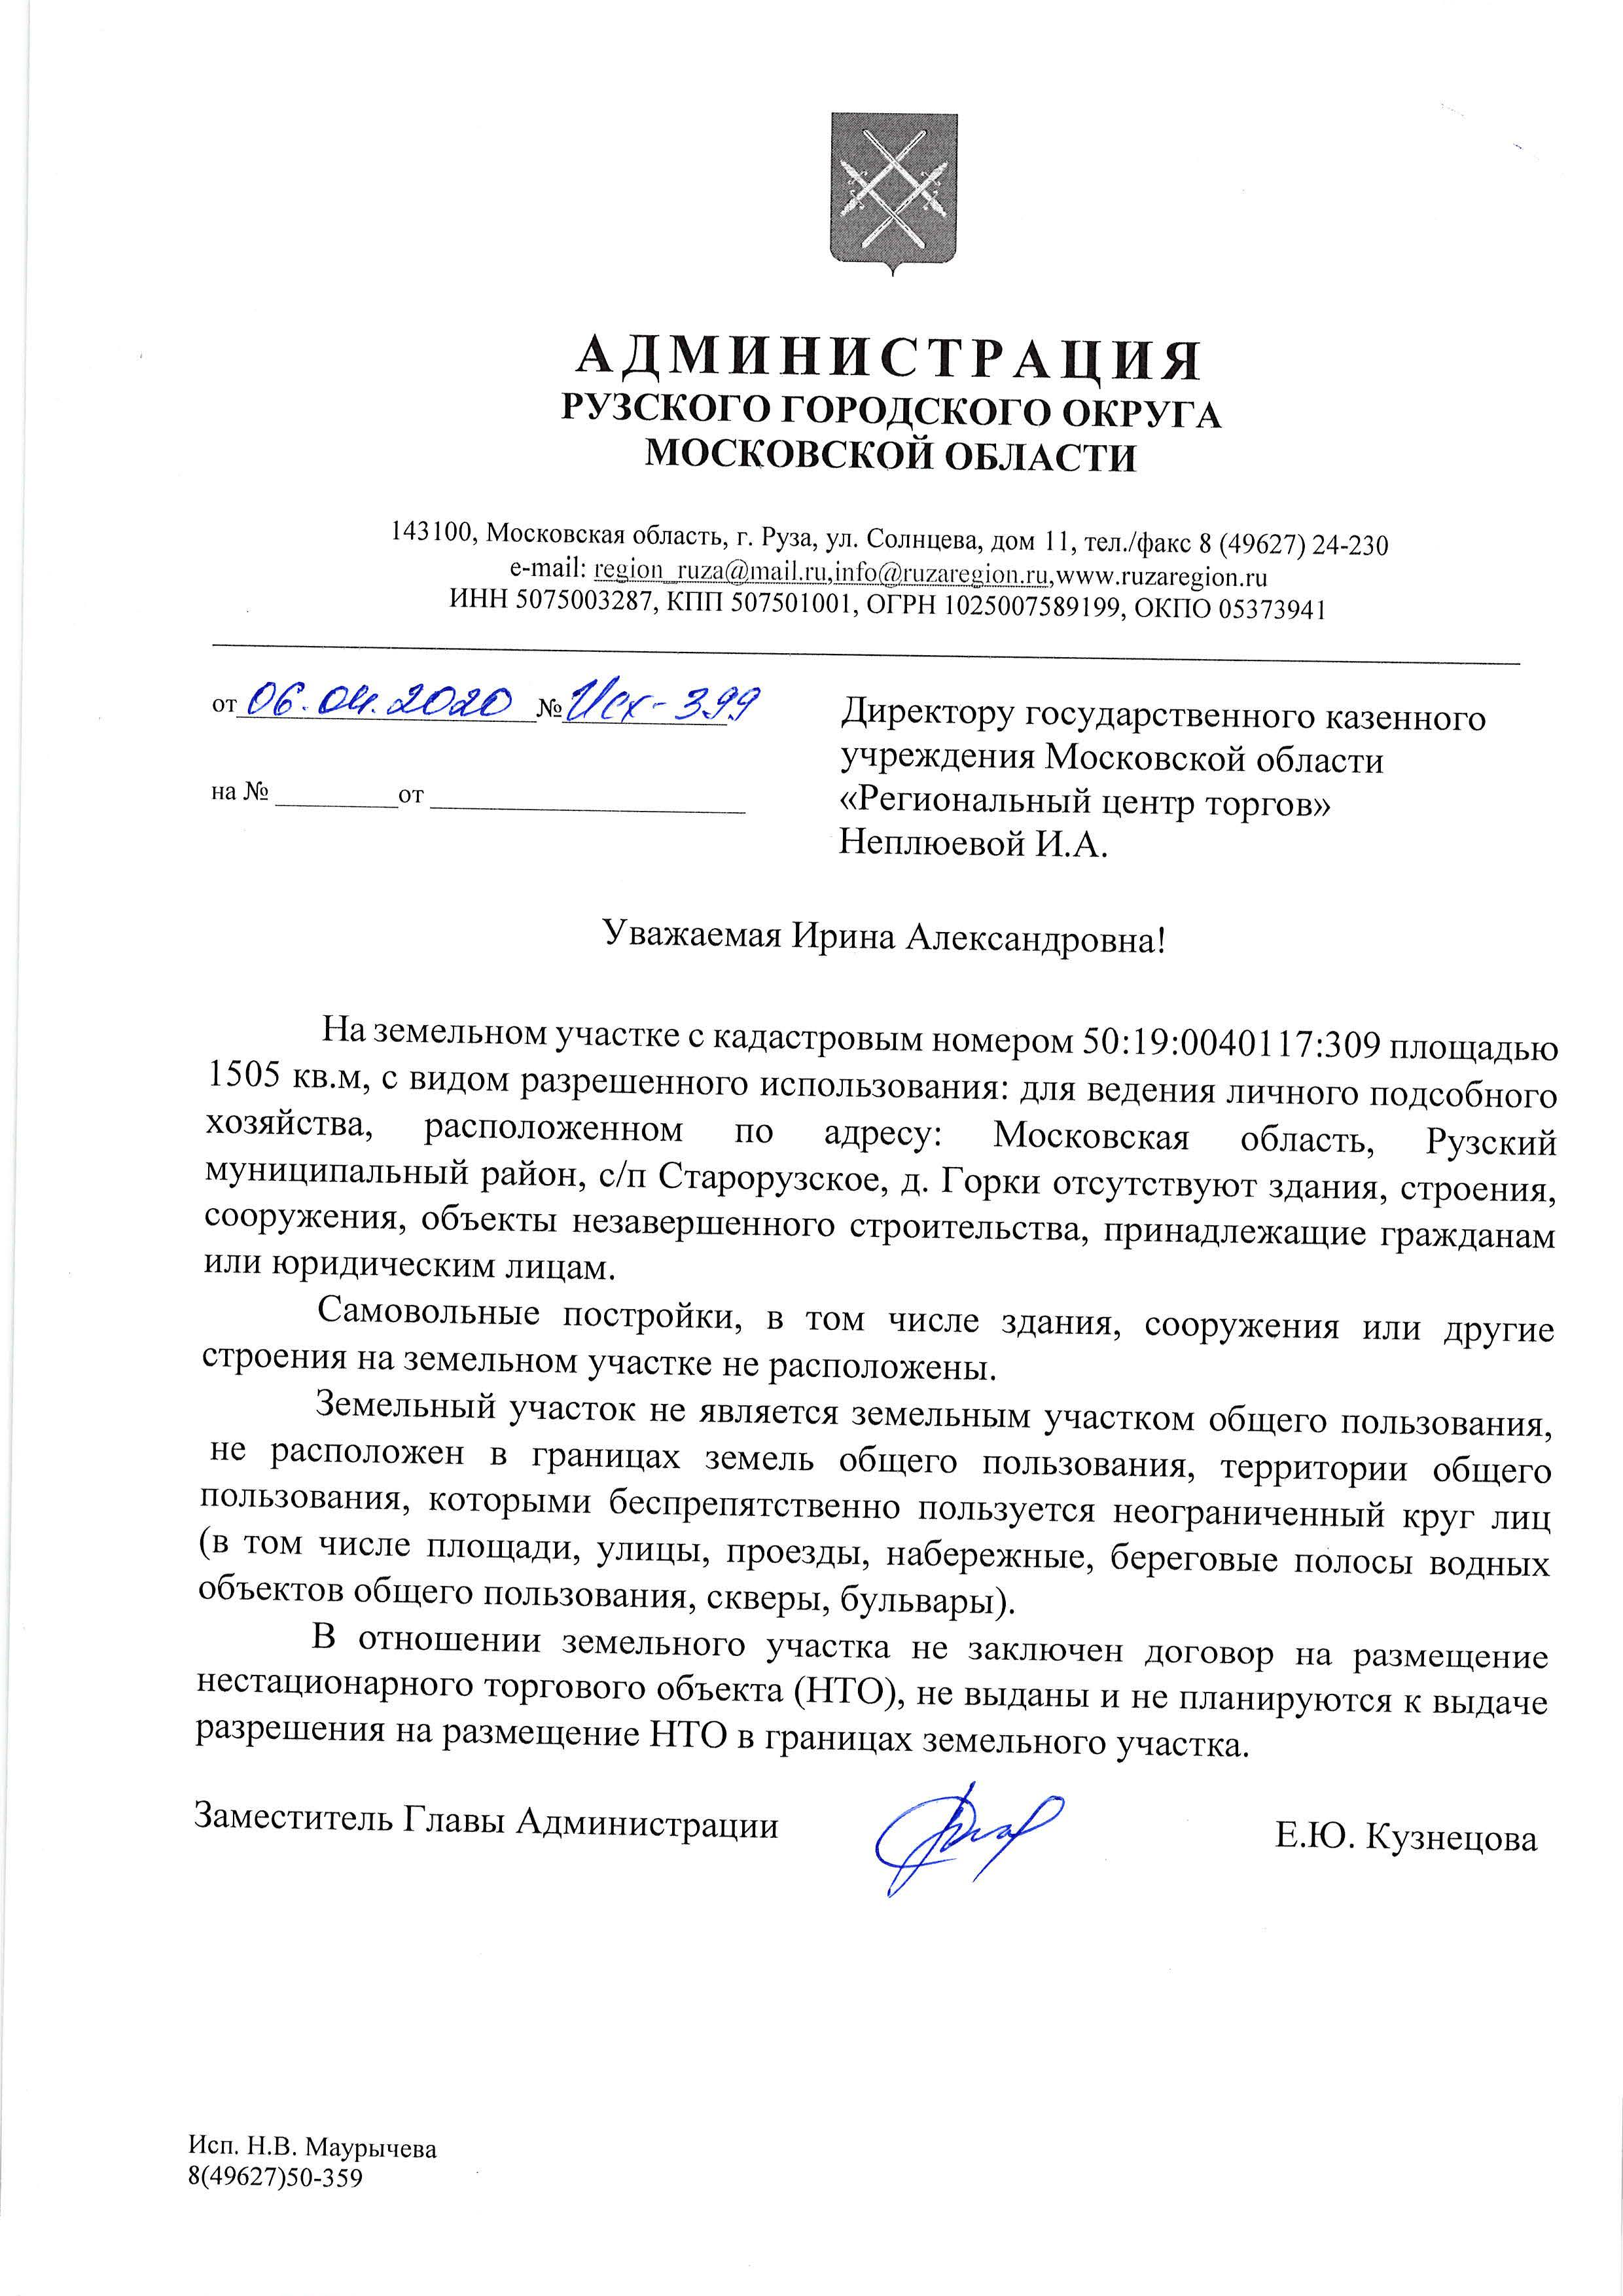 АДМИНИСТРАЦИЯ
РУЗСКОГО ГОРОДСКОГО ОКРУГА
МОСКОВСКОЙ ОБЛАСТИ
143100, Московская область, г. Руза, ул. Солнцева, дом 11, тел./факс 8 (49627) 24-230
e-mail: region_ruza@mail.ru,info@ruzaregion.ru,www.ruzaregion.ru
ИНН 5075003287, КПП 507501001, ОГРН 1025007589199, ОКПО 05373941
от 06.04.2020 № Исх-399
на № __________от ________________________
Директору государственного казенного
учреждения Московской области
«Региональный центр торгов»
Неплюевой И.А.
Уважаемая Ирина Александровна!
На земельном участке с кадастровым номером 50:19:0040117:309 площадью
1505 кв.м, с видом разрешенного использования: для ведения личного подсобного
хозяйства, расположенном по адресу: Московская область, Рузский
муниципальный район, с/п Старорузское, д. Горки отсутствуют здания, строения,
сооружения, объекты незавершенного строительства, принадлежащие гражданам
или юридическим лицам.
Самовольные постройки, в том числе здания, сооружения или другие
строения на земельном участке не расположены.
Земельный участок не является земельным участком общего пользования,
не расположен в границах земель общего пользования, территории общего
пользования, которыми беспрепятственно пользуется неограниченный круг лиц
(в том числе площади, улицы, проезды, набережные, береговые полосы водных
объектов общего пользования, скверы, бульвары).
В отношении земельного участка не заключен договор на размещение
нестационарного торгового объекта (НТО), не выданы и не планируются к выдаче
разрешения на размещение НТО в границах земельного участка.
Заместитель Главы Администрации Е.Ю. Кузнецова
Исп. Н.В. Маурычева
8(49627)50-359